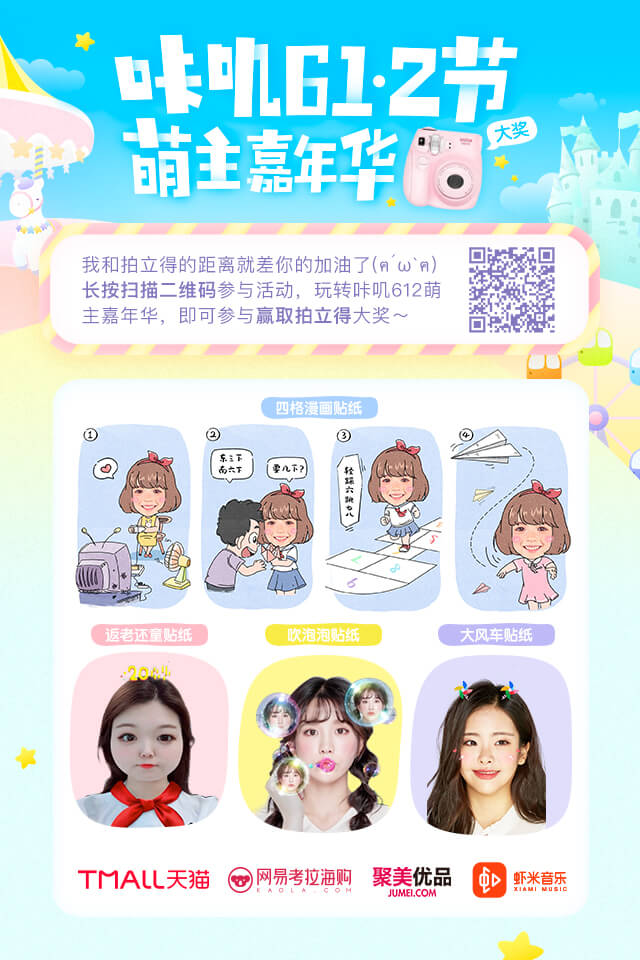 咔叽61·2节
萌主嘉年华
大奖
我和拍立得的距离就差你的加油了(ฅ´ω`ฅ)
长按扫描二维码参与活动，玩转咔叽612萌
主嘉年华，即可参与赢取拍立得大奖～
四格漫画贴纸
①
②
③
④
东三下
南六下
要几下?
轻踩
六
5
6
8
返老还童贴纸
吹泡泡贴纸
大风车贴纸
TMALL天猫
网易考拉海购
KAOLA.COM
聚美优品
JUMEI.COM
虾米音乐
XIAMI MUSIC